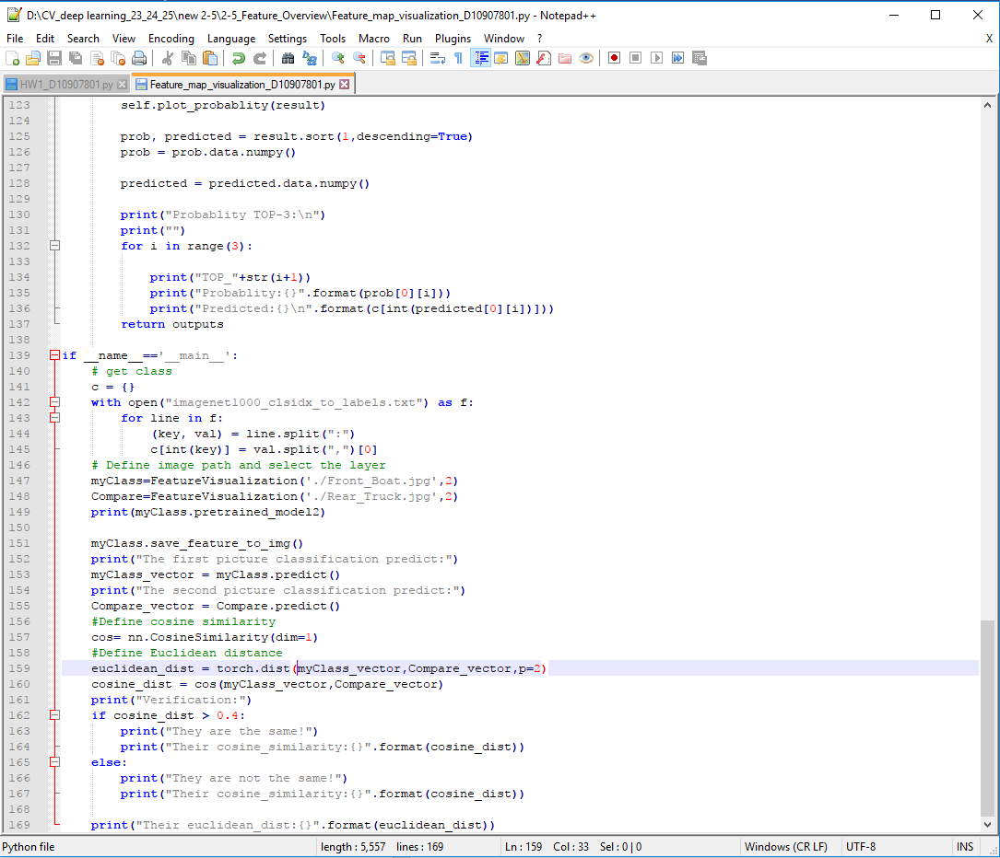 D:\CV_deep learning_23_24_25\new 2-5\2-5_Feature_Overview\Feature_map_visualization_D10907801.py - Notepad++
File Edit Search View Encoding Language Settings Tools Macro Run Plugins Window ? X
HW1_D10907801.py Feature_map_visualization_D10907801.py
123 self.plot_probablity(result)
124
125 prob, predicted = result.sort(1,descending=True)
126 prob = prob.data.numpy()
127
128 predicted = predicted.data.numpy()
129
130 print("Probablity TOP-3:\n")
131 print("")
132 for i in range(3):
133
134 print("TOP_"+str(i+1))
135 print("Probablity:{}".format(prob[0][i]))
136 print("Predicted:{}\n".format(c[int(predicted[0][i])]))
137 return outputs
138
139 if __name__=='__main__':
140 # get class
141 c = {}
142 with open("imagenet1000_clsidx_to_labels.txt") as f:
143 for line in f:
144 (key, val) = line.split(":")
145 c[int(key)] = val.split(",")[0]
146 # Define image path and select the layer
147 myClass=FeatureVisualization('./Front_Boat.jpg',2)
148 Compare=FeatureVisualization('./Rear_Truck.jpg',2)
149 print(myClass.pretrained_model2)
150
151 myClass.save_feature_to_img()
152 print("The first picture classification predict:")
153 myClass_vector = myClass.predict()
154 print("The second picture classification predict:")
155 Compare_vector = Compare.predict()
156 #Define cosine similarity
157 cos= nn.CosineSimilarity(dim=1)
158 #Define Euclidean distance
159 euclidean_dist = torch.dist(myClass_vector,Compare_vector,p=2)
160 cosine_dist = cos(myClass_vector,Compare_vector)
161 print("Verification:")
162 if cosine_dist > 0.4:
163 print("They are the same!")
164 print("Their cosine_similarity:{}".format(cosine_dist))
165 else:
166 print("They are not the same!")
167 print("Their cosine_similarity:{}".format(cosine_dist))
168
169 print("Their euclidean_dist:{}".format(euclidean_dist))
Python file length : 5,557 lines : 169 Ln : 159 Col : 33 Sel : 0 | 0 Windows (CR LF) UTF-8 INS